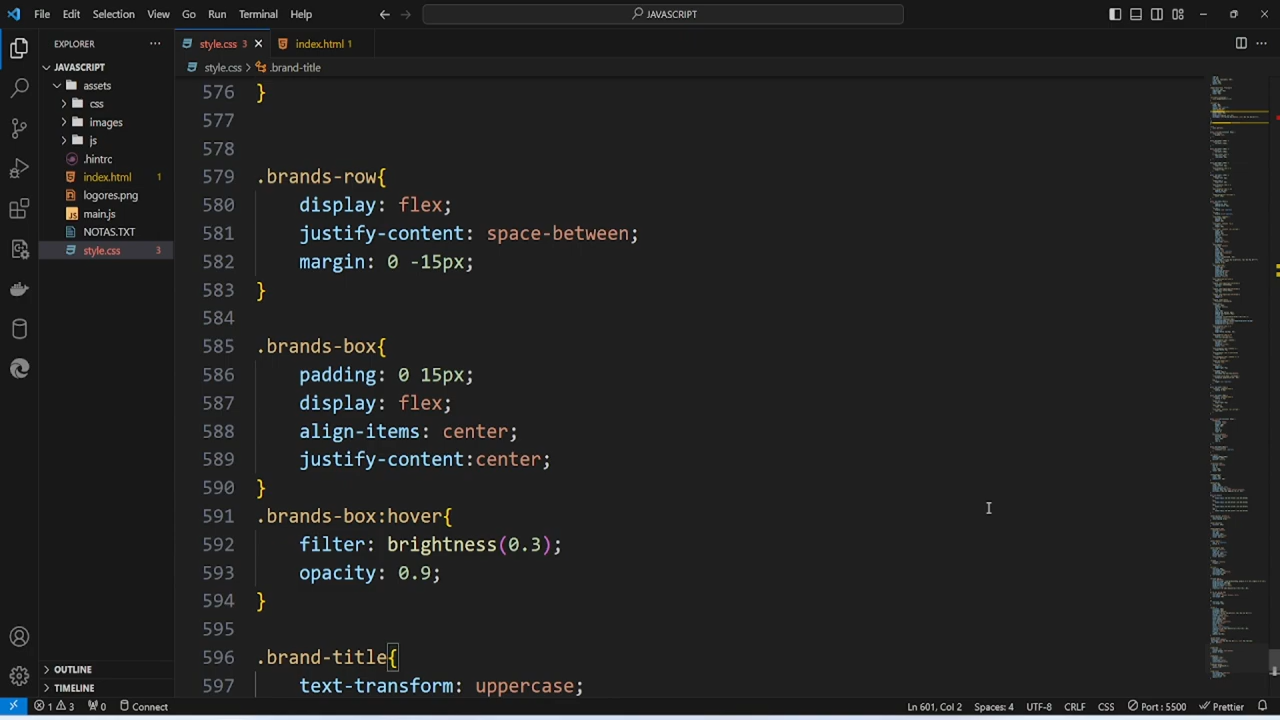 File Edit Selection View Go Run Terminal Help JAVASCRIPT
EXPLORER
style.css 3
index.html 1
JAVASCRIPT
style.css > .brand-title
assets
css
images
js
.hintrc
index.html 1
logores.png
main.js
NOTAS.TXT
style.css 3
576 }
577
578
579 .brands-row{
580 display: flex;
581 justify-content: space-between;
582 margin: 0 -15px;
583 }
584
585 .brands-box{
586 padding: 0 15px;
587 display: flex;
588 align-items: center;
589 justify-content:center;
590 }
591 .brands-box:hover{
592 filter: brightness(0.3);
593 opacity: 0.9;
594 }
595
596 .brand-title{
597 text-transform: uppercase;
OUTLINE
TIMELINE
1 3 0 Connect Ln 601, Col 2 Spaces: 4 UTF-8 CRLF CSS Port : 5500 Prettier